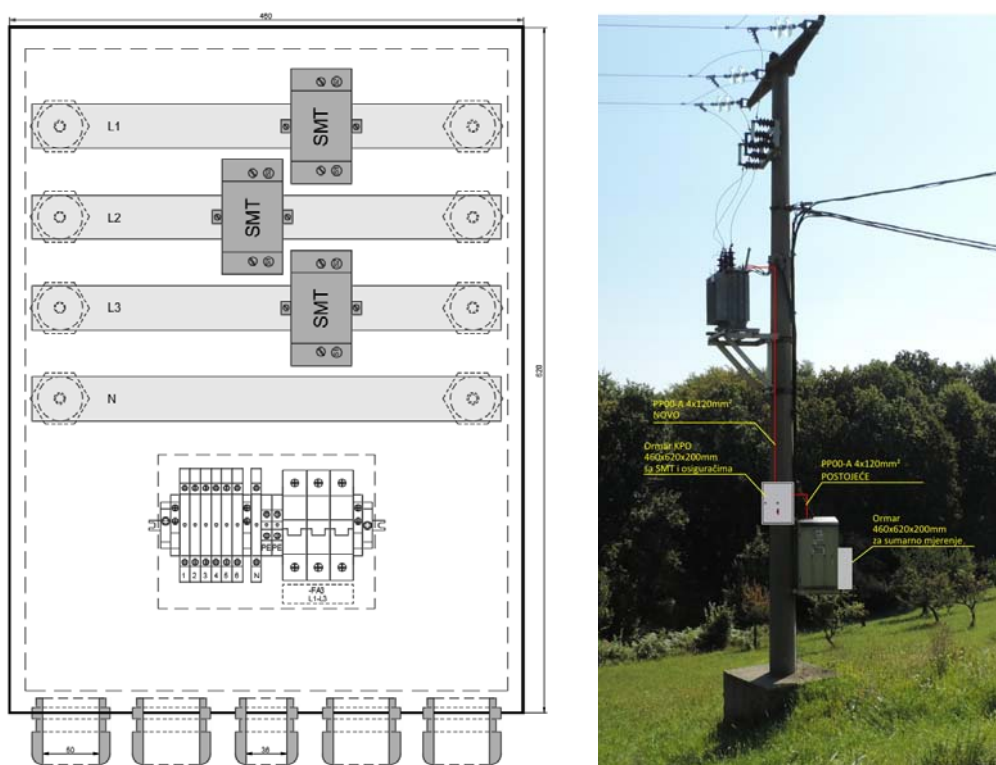 460
L1
SMT
L2
SMT
L3
SMT
N
620
1 2 3 4 5 6 N PE PE
-FA3
L1-L3
50
36
PP00-A 4x120mm²
NOVO
Ormar KPO
460x620x200mm
sa SMT i osiguračima
PP00-A 4x120mm²
POSTOJEĆE
Ormar
460x620x200mm
za sumarno mjerenje